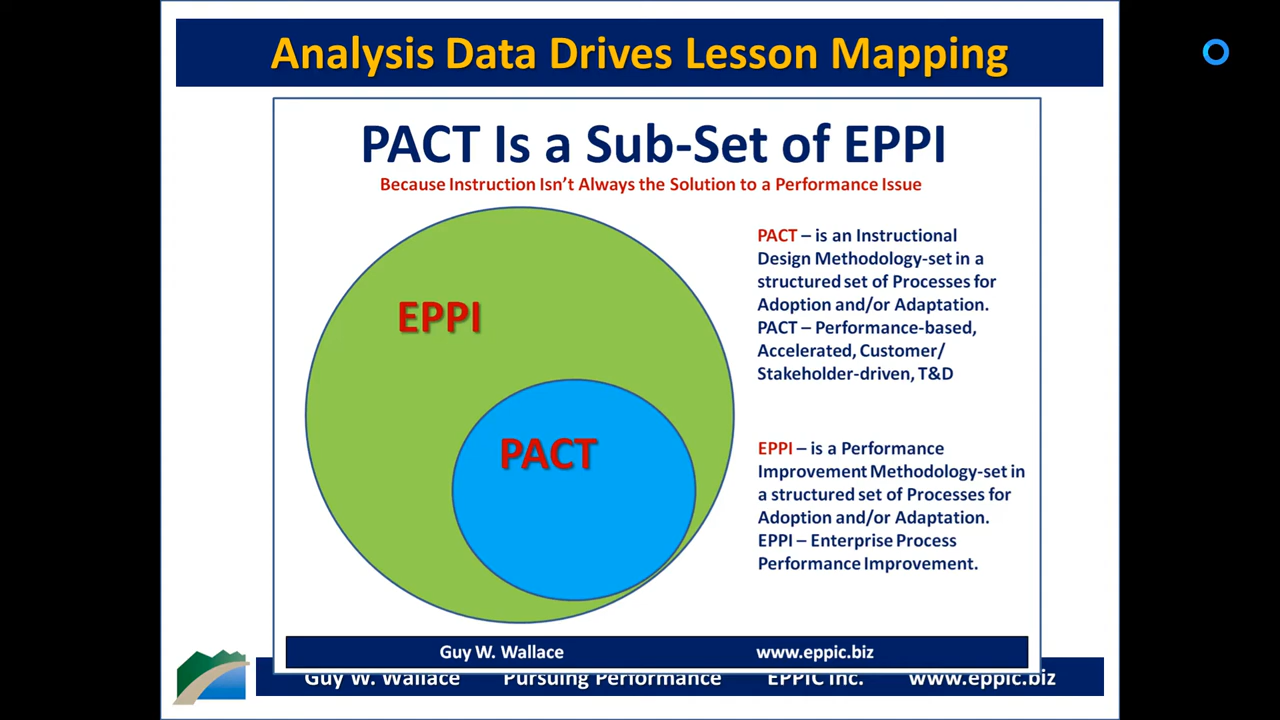 Analysis Data Drives Lesson Mapping
PACT Is a Sub-Set of EPPI
Because Instruction Isn't Always the Solution to a Performance Issue
EPPI
PACT
PACT – is an Instructional
Design Methodology-set in a
structured set of Processes for
Adoption and/or Adaptation.
PACT – Performance-based,
Accelerated, Customer/
Stakeholder-driven, T&D
EPPI – is a Performance
Improvement Methodology-set in
a structured set of Processes for
Adoption and/or Adaptation.
EPPI – Enterprise Process
Performance Improvement.
Guy W. Wallace www.eppic.biz
Guy W. Wallace Pursuing Performance EPPIC Inc. www.eppic.biz